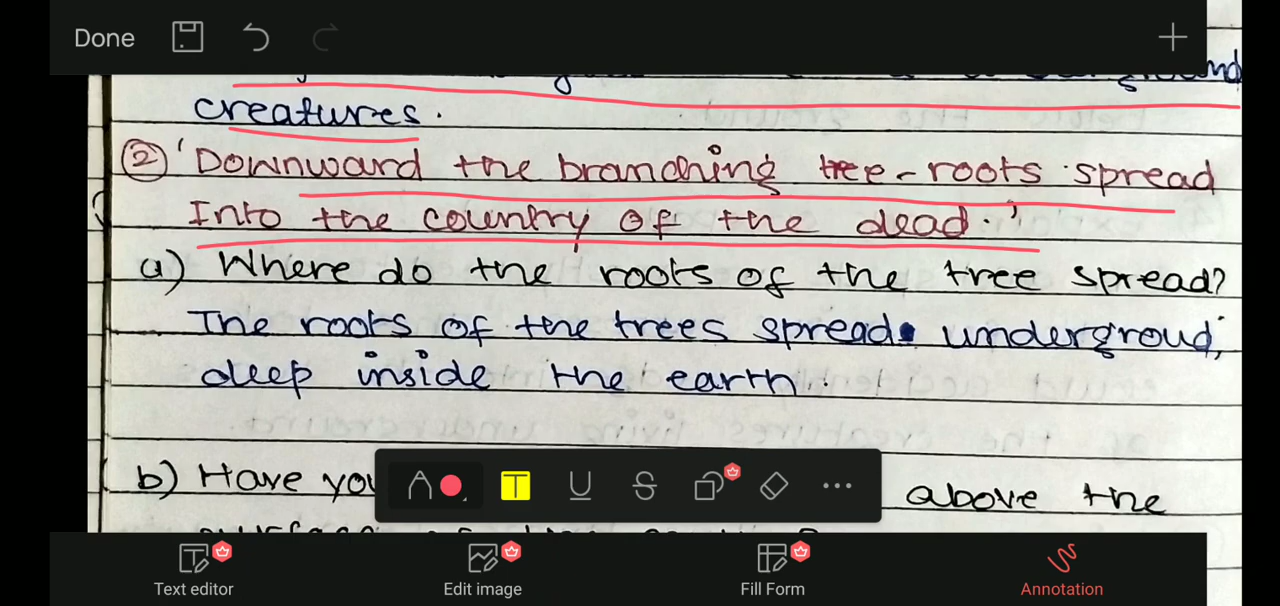 Done
creatures.
② 'Downward the branching tree-roots spread
Into the country of the dead.'
a) Where do the roots of the tree spread?
The roots of the trees spread undergroud,
deep inside the earth.
b) Have you above the
Text editor
Edit image
Fill Form
Annotation